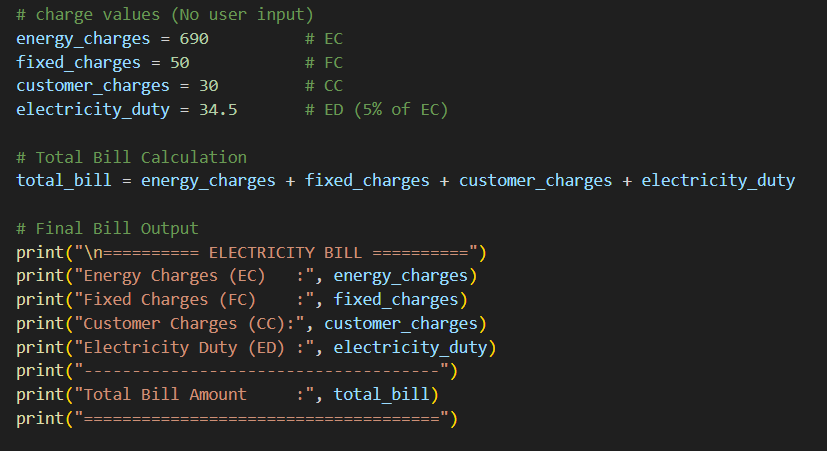 # charge values (No user input)
energy_charges = 690          # EC
fixed_charges = 50            # FC
customer_charges = 30         # CC
electricity_duty = 34.5       # ED (5% of EC)

# Total Bill Calculation
total_bill = energy_charges + fixed_charges + customer_charges + electricity_duty

# Final Bill Output
print("\n========== ELECTRICITY BILL ==========")
print("Energy Charges (EC)   :", energy_charges)
print("Fixed Charges (FC)    :", fixed_charges)
print("Customer Charges (CC):", customer_charges)
print("Electricity Duty (ED) :", electricity_duty)
print("-------------------------------------")
print("Total Bill Amount     :", total_bill)
print("=====================================")